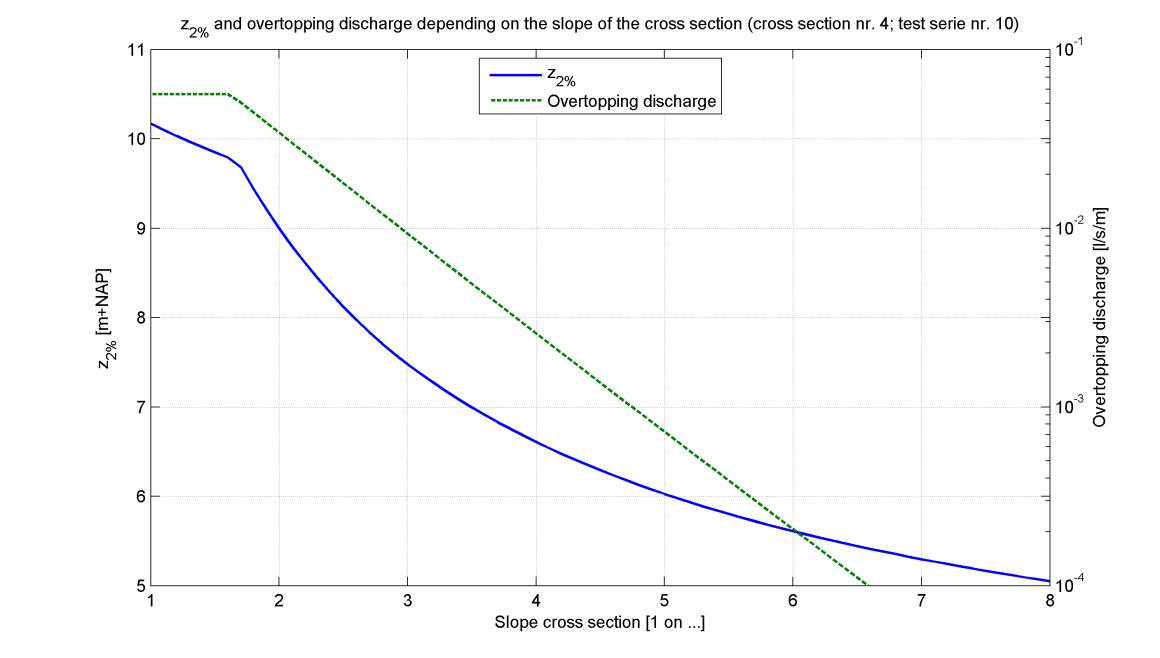 z2% and overtopping discharge depending on the slope of the cross section (cross section nr. 4; test serie nr. 10)
z2%
Overtopping discharge
11
10
9
8
7
6
5
z2% [m+NAP]
10-1
10-2
10-3
10-4
Overtopping discharge [l/s/m]
1 2 3 4 5 6 7 8
Slope cross section [1 on ...]